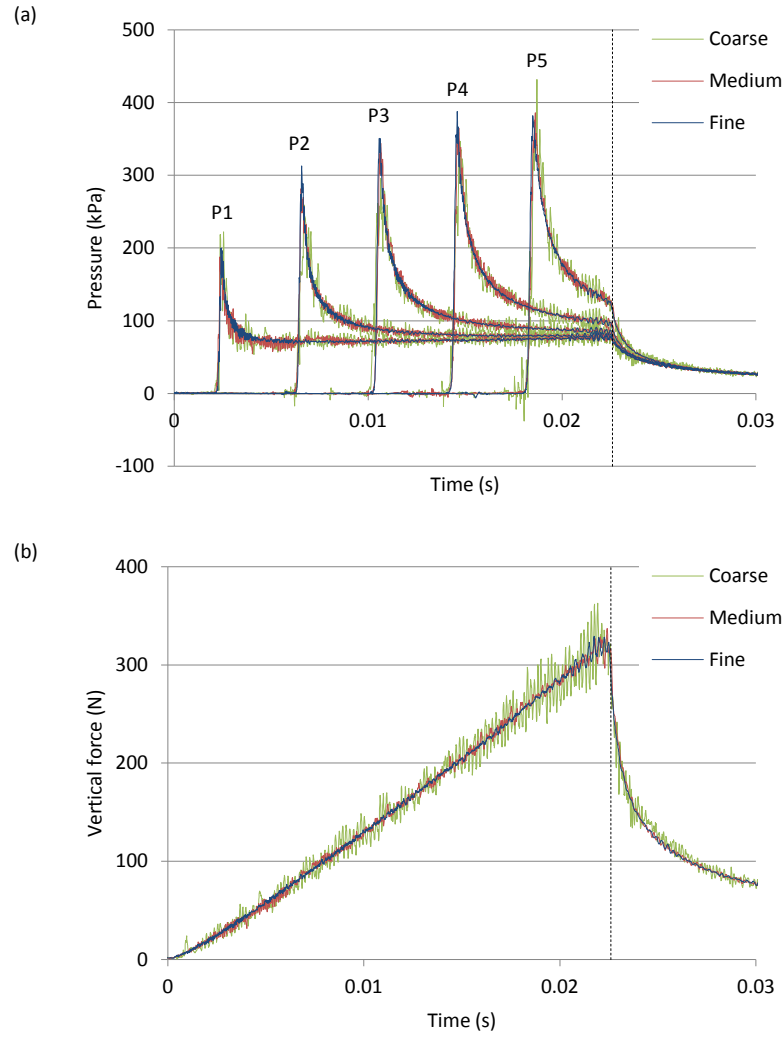 (a)
500
400
300
200
100
0
-100
Pressure (kPa)
P1
P2
P3
P4
P5
Coarse
Medium
Fine
0
0.01
0.02
0.03
Time (s)
(b)
400
300
200
100
0
Vertical force (N)
Coarse
Medium
Fine
0
0.01
0.02
0.03
Time (s)